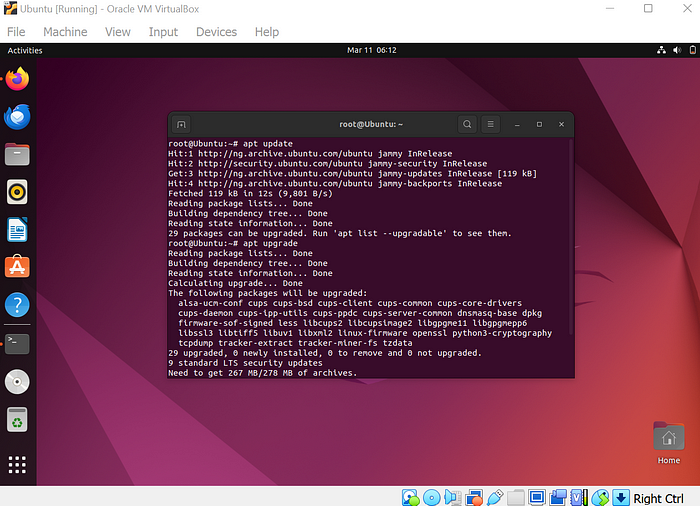 Ubuntu [Running] - Oracle VM VirtualBox
File Machine View Input Devices Help
Activities
Mar 11 06:12
root@Ubuntu: ~
root@Ubuntu:~# apt update
Hit:1 http://ng.archive.ubuntu.com/ubuntu jammy InRelease
Hit:2 http://security.ubuntu.com/ubuntu jammy-security InRelease
Get:3 http://ng.archive.ubuntu.com/ubuntu jammy-updates InRelease [119 kB]
Hit:4 http://ng.archive.ubuntu.com/ubuntu jammy-backports InRelease
Fetched 119 kB in 12s (9,801 B/s)
Reading package lists... Done
Building dependency tree... Done
Reading state information... Done
29 packages can be upgraded. Run 'apt list --upgradable' to see them.
root@Ubuntu:~# apt upgrade
Reading package lists... Done
Building dependency tree... Done
Reading state information... Done
Calculating upgrade... Done
The following packages will be upgraded:
alsa-ucm-conf cups cups-bsd cups-client cups-common cups-core-drivers
cups-daemon cups-ipp-utils cups-ppdc cups-server-common dnsmasq-base dpkg
firmware-sof-signed less libcups2 libcupsimage2 libgpgme11 libgpgmepp6
libssl3 libtiff5 libuv1 libxml2 linux-firmware openssl python3-cryptography
tcpdump tracker-extract tracker-miner-fs tzdata
29 upgraded, 0 newly installed, 0 to remove and 0 not upgraded.
9 standard LTS security updates
Need to get 267 MB/278 MB of archives.
Home
Right Ctrl